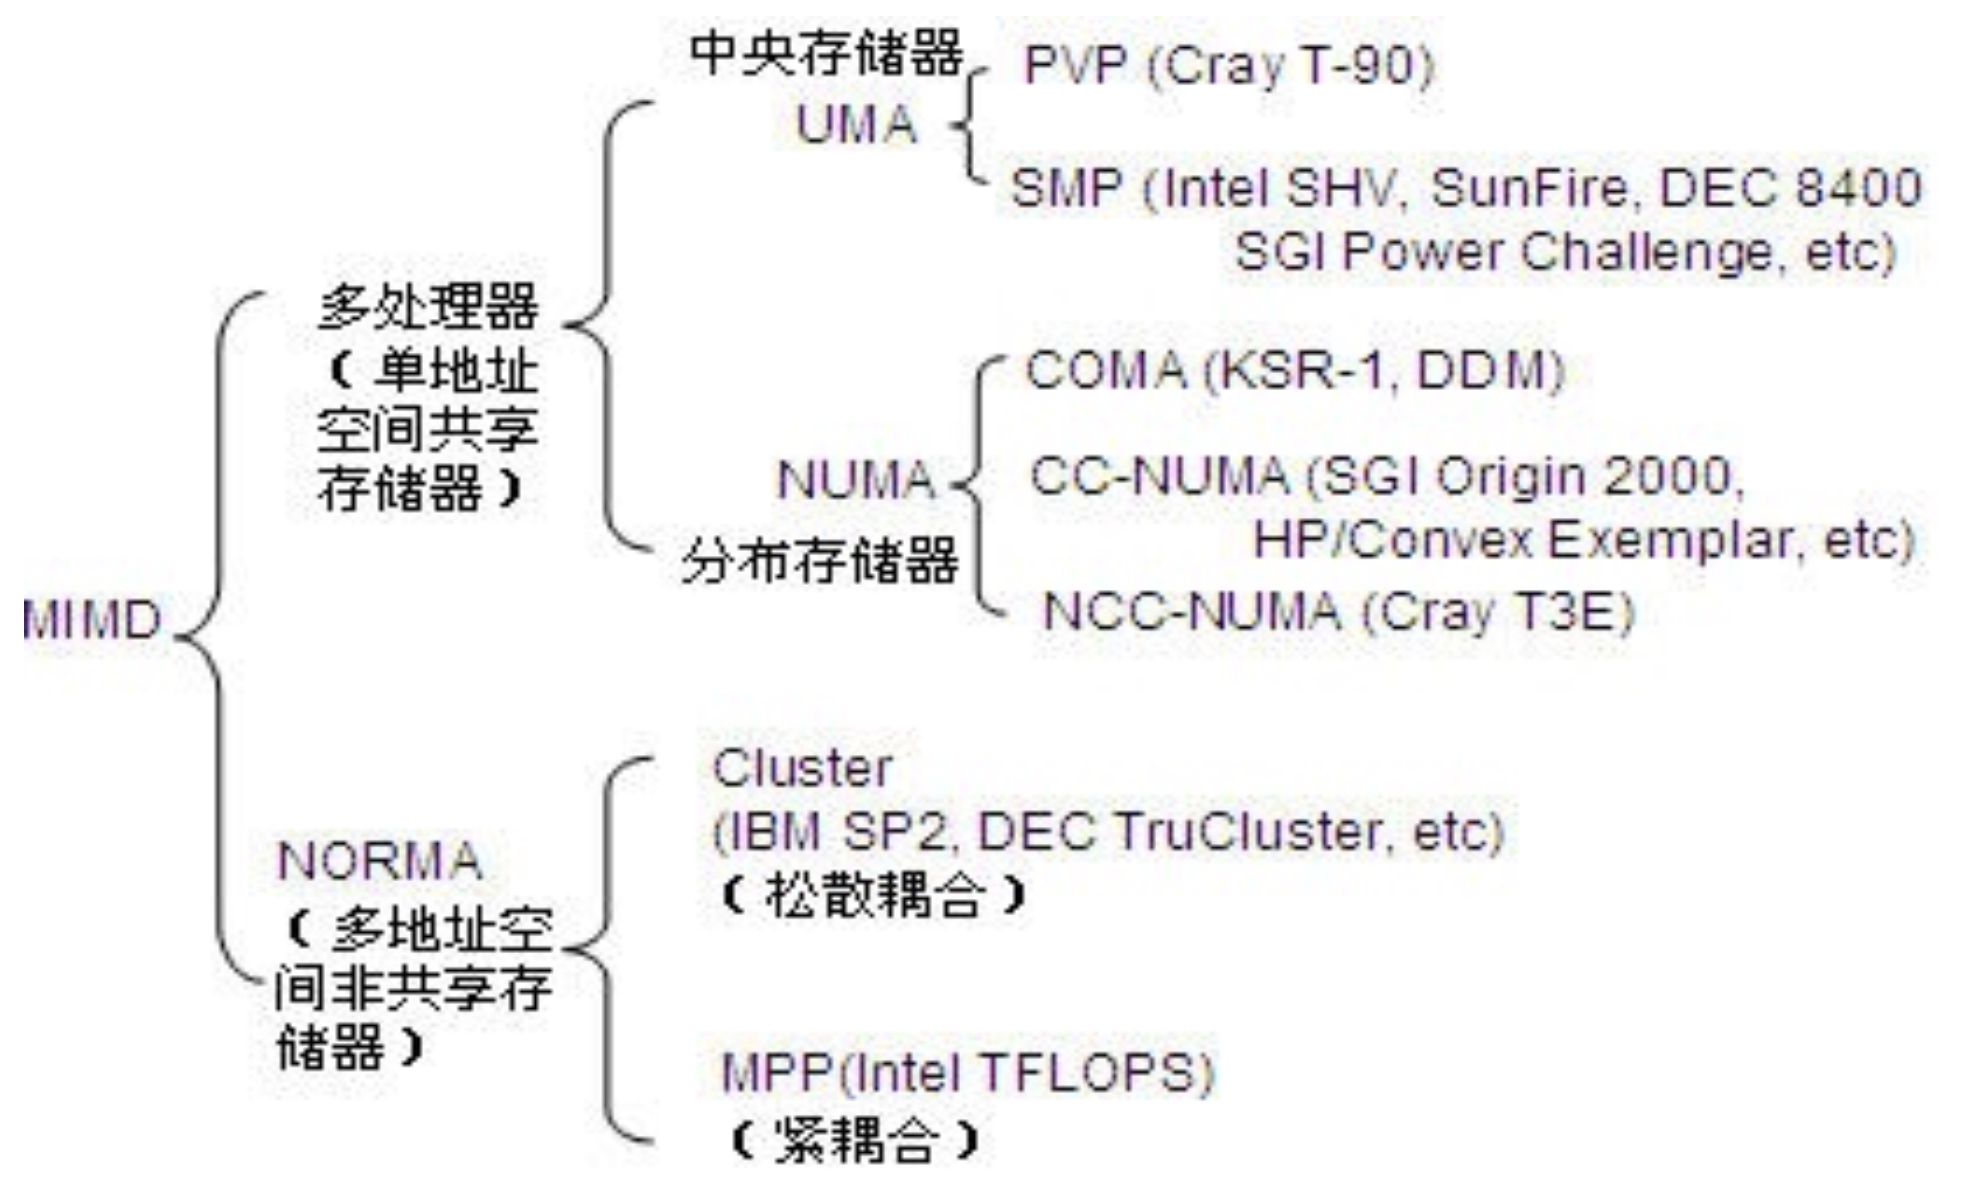 MIMD
多处理器
（单地址
空间共享
存储器）
中央存储器
UMA
PVP (Cray T-90)
SMP (Intel SHV, SunFire, DEC 8400
SGI Power Challenge, etc)
NUMA
分布存储器
COMA (KSR-1, DDM)
CC-NUMA (SGI Origin 2000,
HP/Convex Exemplar, etc)
NCC-NUMA (Cray T3E)
NORMA
（多地址空
间非共享存
储器）
Cluster
(IBM SP2, DEC TruCluster, etc)
（松散耦合）
MPP(Intel TFLOPS)
（紧耦合）